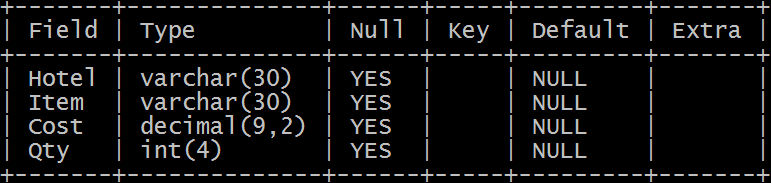 +-------+--------------+------+-----+---------+-------+
| Field | Type         | Null | Key | Default | Extra |
+-------+--------------+------+-----+---------+-------+
| Hotel | varchar(30)  | YES  |     | NULL    |       |
| Item  | varchar(30)  | YES  |     | NULL    |       |
| Cost  | decimal(9,2) | YES  |     | NULL    |       |
| Qty   | int(4)       | YES  |     | NULL    |       |
+-------+--------------+------+-----+---------+-------+